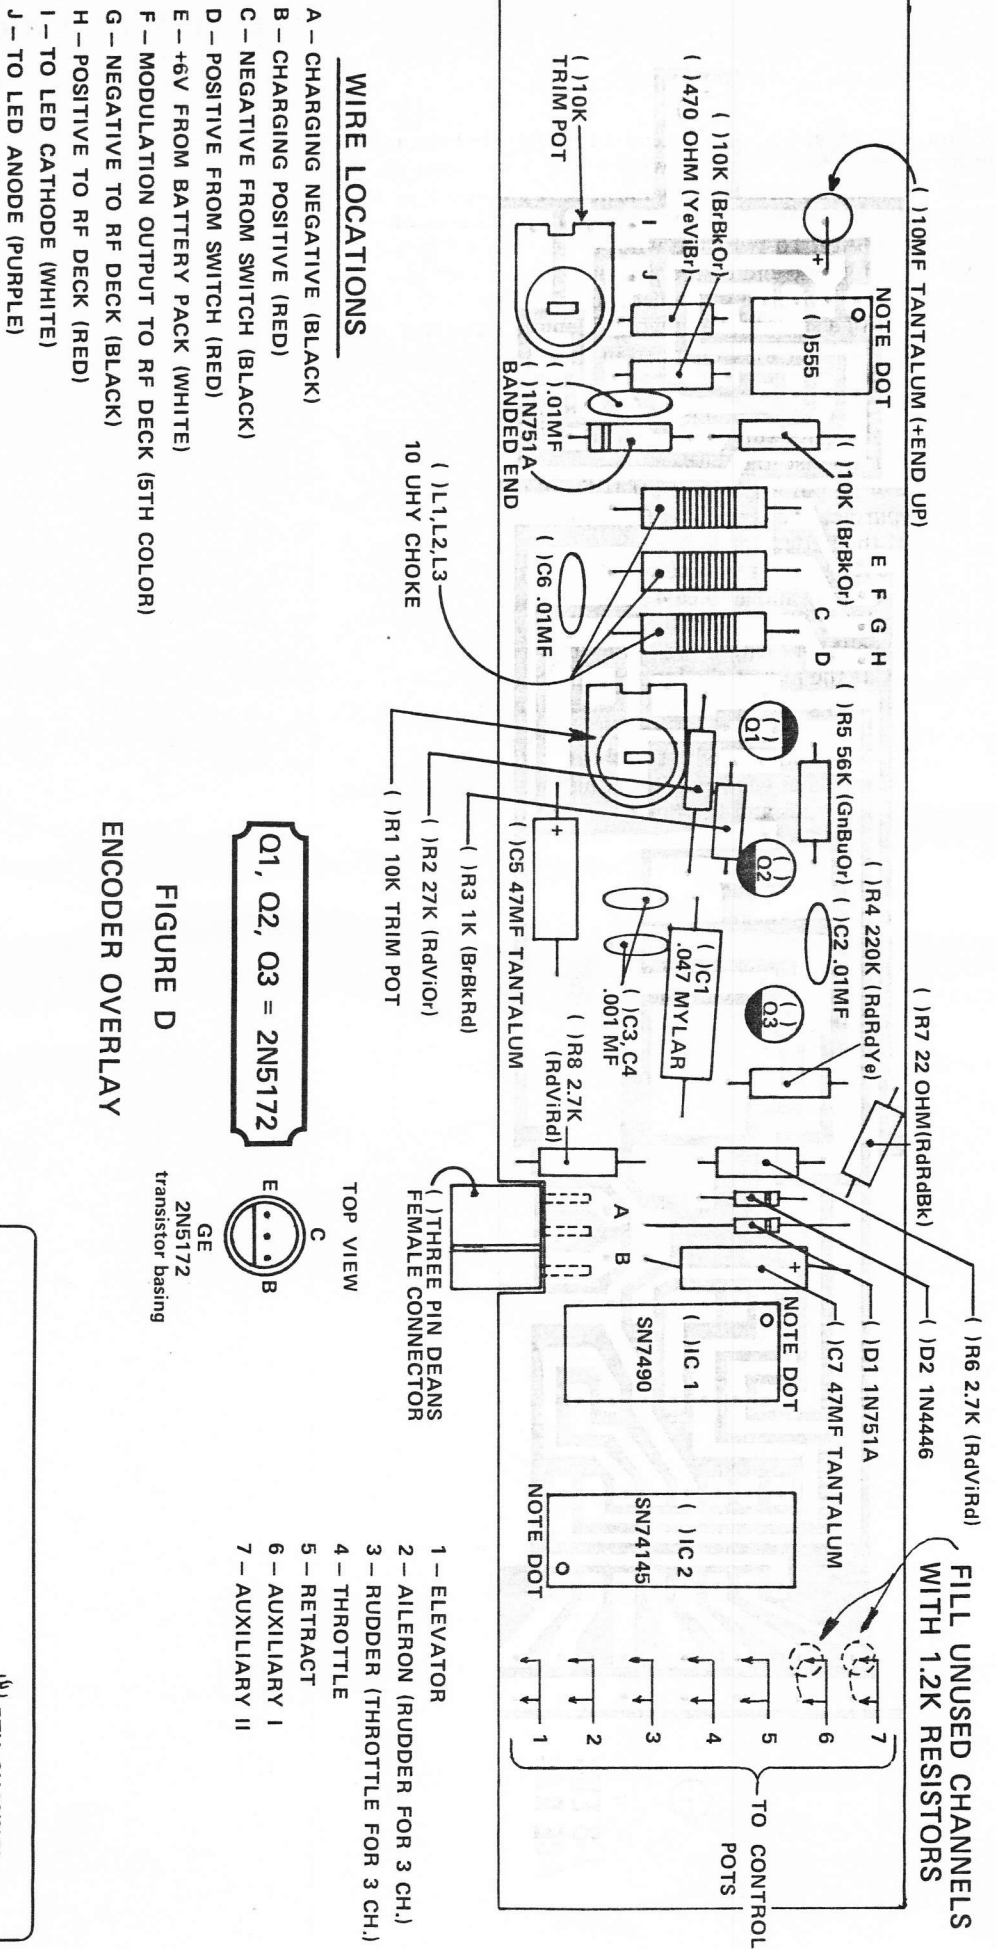 FILL UNUSED CHANNELS
WITH 1.2K RESISTORS
( )R6 2.7K (RdViRd)
( )D2 1N4446
( )D1 1N751A
( )C7 47MF TANTALUM
( )10MF TANTALUM (+END UP)
( )R7 22 OHM(RdRdBk)
( )R4 220K (RdRdYe)
( )R5 56K (GnBuOr)
( )C2 .01MF
( )10K (BrBkOr)
NOTE DOT
( )555
+
E F G H
C D
( )
Q1
( )
Q2
( )
Q3
( )10K (BrBkOr)
( )470 OHM (YeViBr)
I
J
( )10K
TRIM POT
( ).01MF
( )1N751A
BANDED END
( )C6 .01MF
( )L1,L2,L3
10 UHY CHOKE
( )C1
.047 MYLAR
( )C3,C4
.001 MF
+
( )C5 47MF TANTALUM
( )R8 2.7K
(RdViRd)
( )R3 1K (BrBkRd)
( )R2 27K (RdViOr)
( )R1 10K TRIM POT
A
B
+
NOTE DOT
( )IC 1
SN7490
( )IC 2
SN74145
NOTE DOT
7
6
5
4
3
2
1
TO CONTROL
POTS
( )THREE PIN DEANS
FEMALE CONNECTOR
WIRE LOCATIONS
A – CHARGING NEGATIVE (BLACK)
B – CHARGING POSITIVE (RED)
C – NEGATIVE FROM SWITCH (BLACK)
D – POSITIVE FROM SWITCH (RED)
E – +6V FROM BATTERY PACK (WHITE)
F – MODULATION OUTPUT TO RF DECK (5TH COLOR)
G – NEGATIVE TO RF DECK (BLACK)
H – POSITIVE TO RF DECK (RED)
I – TO LED CATHODE (WHITE)
J – TO LED ANODE (PURPLE)
Q1, Q2, Q3 = 2N5172
FIGURE D
ENCODER OVERLAY
TOP VIEW
C
E
B
GE
2N5172
transistor basing
1 – ELEVATOR
2 – AILERON (RUDDER FOR 3 CH.)
3 – RUDDER (THROTTLE FOR 3 CH.)
4 – THROTTLE
5 – RETRACT
6 – AUXILIARY I
7 – AUXILIARY II